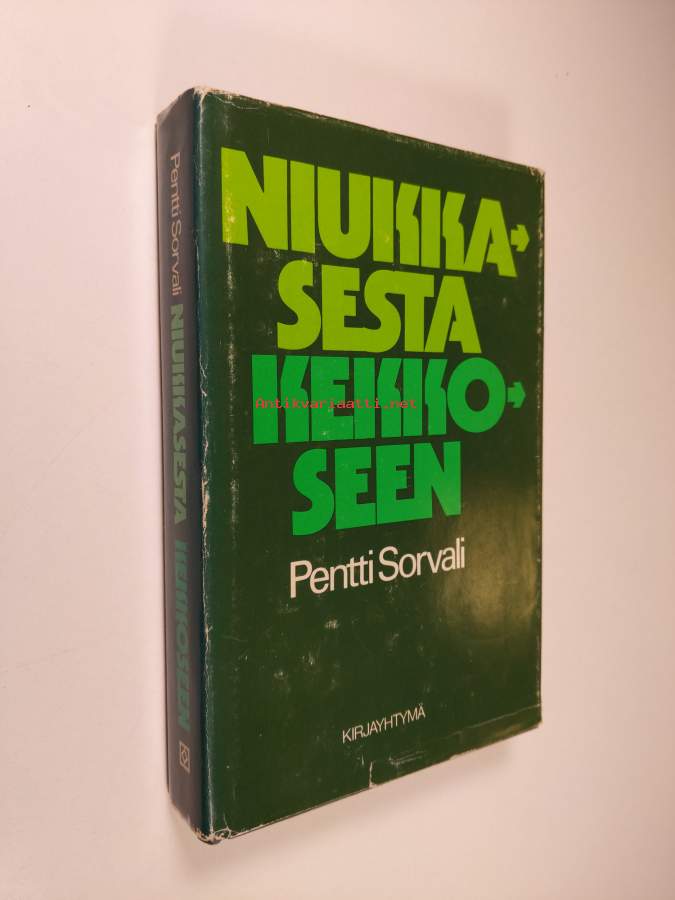 NIUKKA→
SESTA
KEKKO→
SEEN
Pentti Sorvali
KIRJAYHTYMÄ
Pentti Sorvali NIUKKASESTA KEKKOSEEN
Antikvariaatti.net